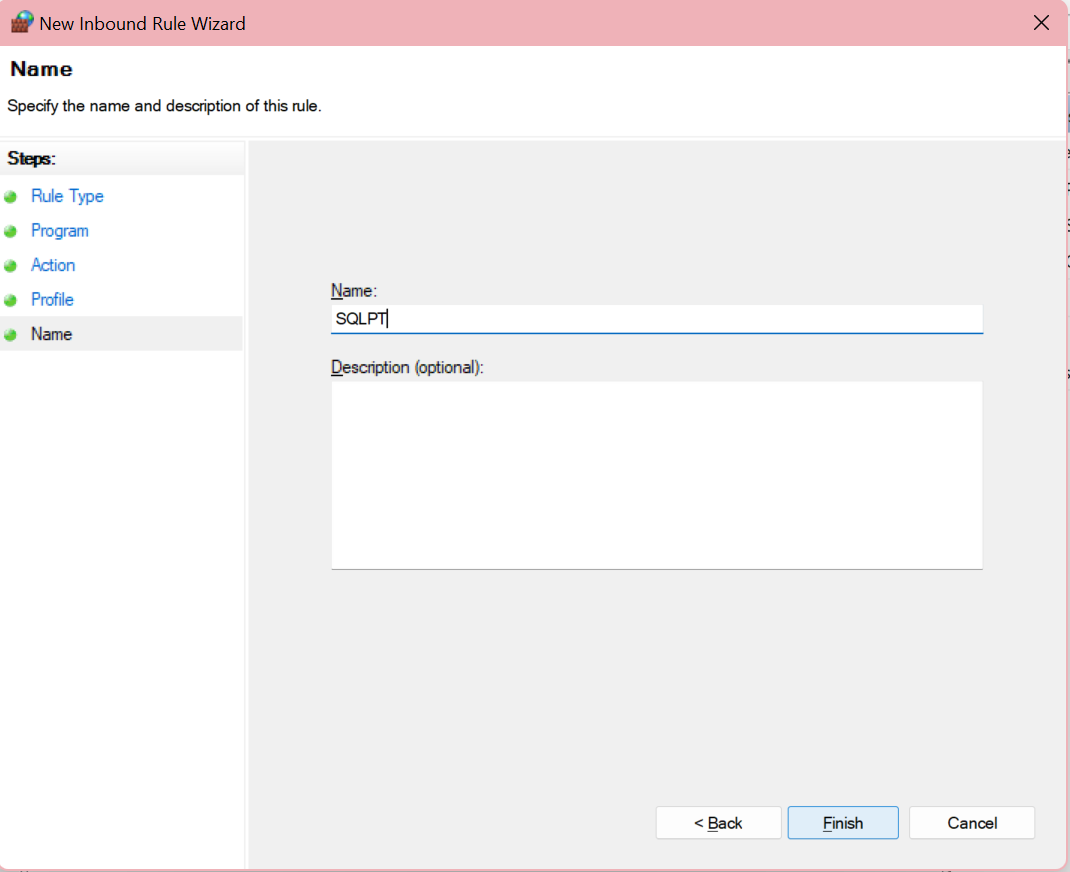 New Inbound Rule Wizard
Name
Specify the name and description of this rule.
Steps:
Rule Type
Program
Action
Profile
Name
Name:
SQLPT
Description (optional):
< Back
Finish
Cancel